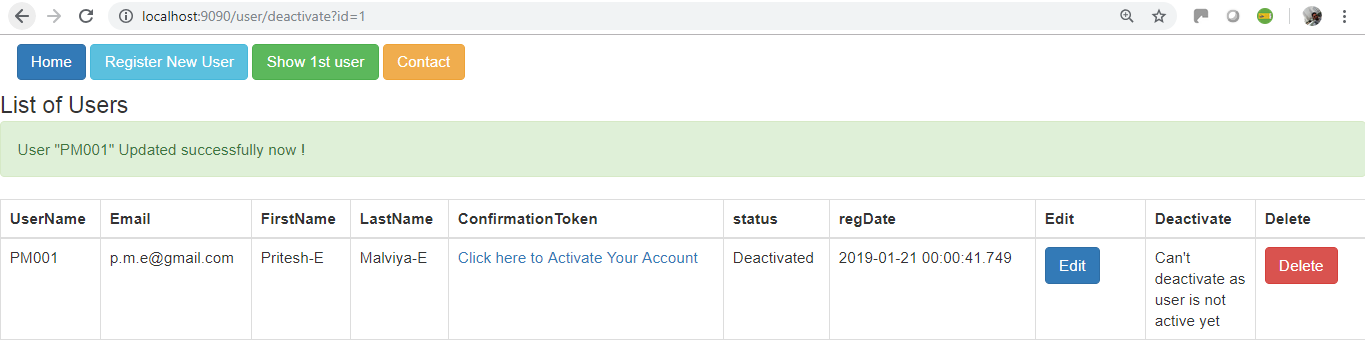 localhost:9090/user/deactivate?id=1
Home Register New User Show 1st user Contact
List of Users
User "PM001" Updated successfully now !
UserName Email FirstName LastName ConfirmationToken status regDate Edit Deactivate Delete
PM001 p.m.e@gmail.com Pritesh-E Malviya-E Click here to Activate Your Account Deactivated 2019-01-21 00:00:41.749 Edit Can't Delete
deactivate as
user is not
active yet